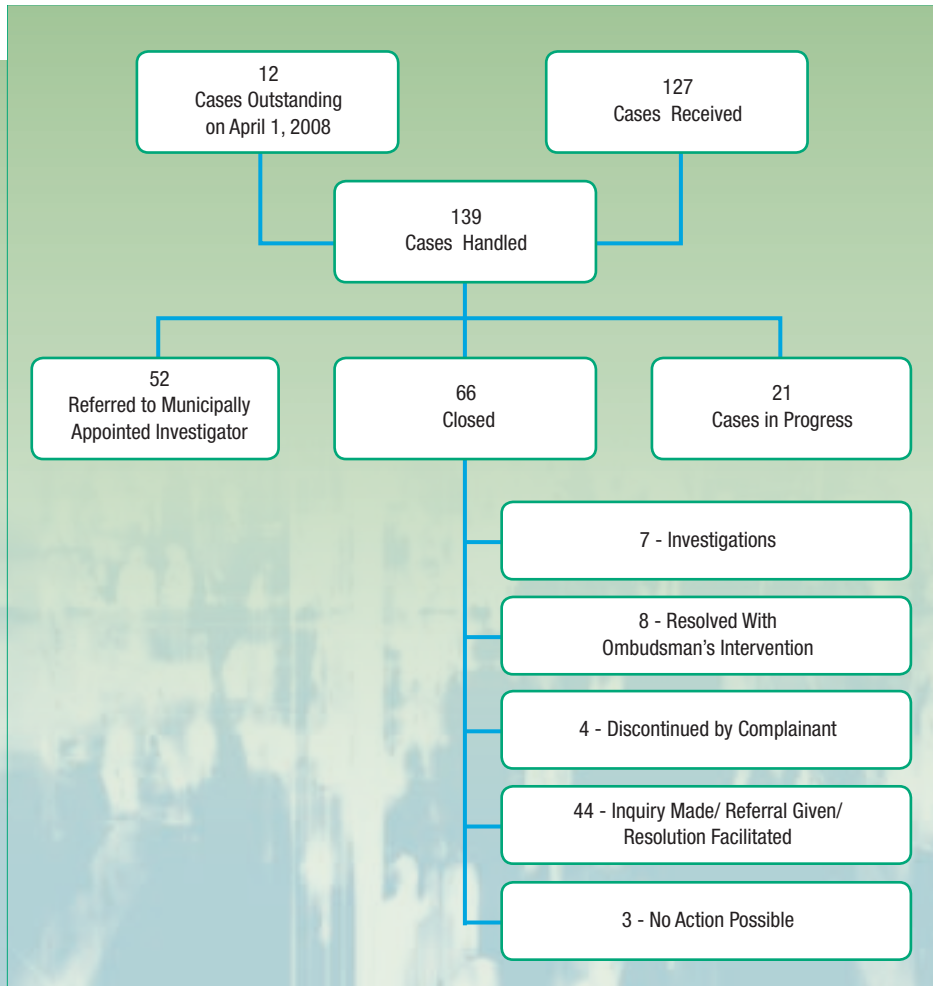 12
Cases Outstanding
on April 1, 2008
127
Cases Received
139
Cases Handled
52
Referred to Municipally
Appointed Investigator
66
Closed
21
Cases in Progress
7 - Investigations
8 - Resolved With
Ombudsman’s Intervention
4 - Discontinued by Complainant
44 - Inquiry Made/ Referral Given/
Resolution Facilitated
3 - No Action Possible